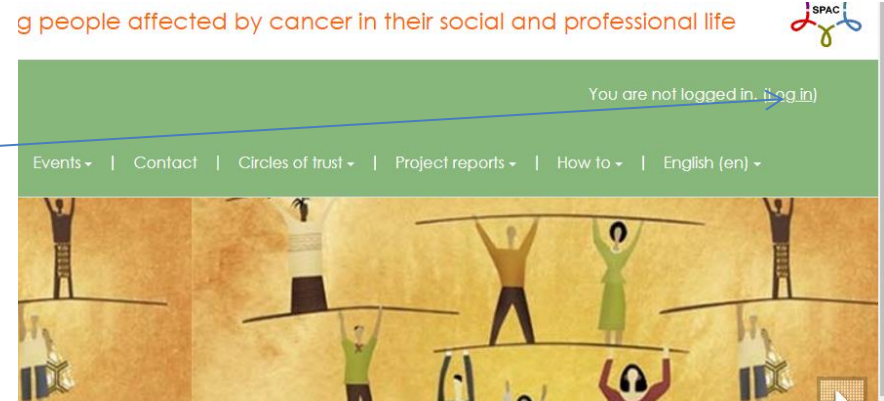 g people affected by cancer in their social and professional life
SPAC
You are not logged in. (Log in)
Events | Contact | Circles of trust | Project reports | How to | English (en)